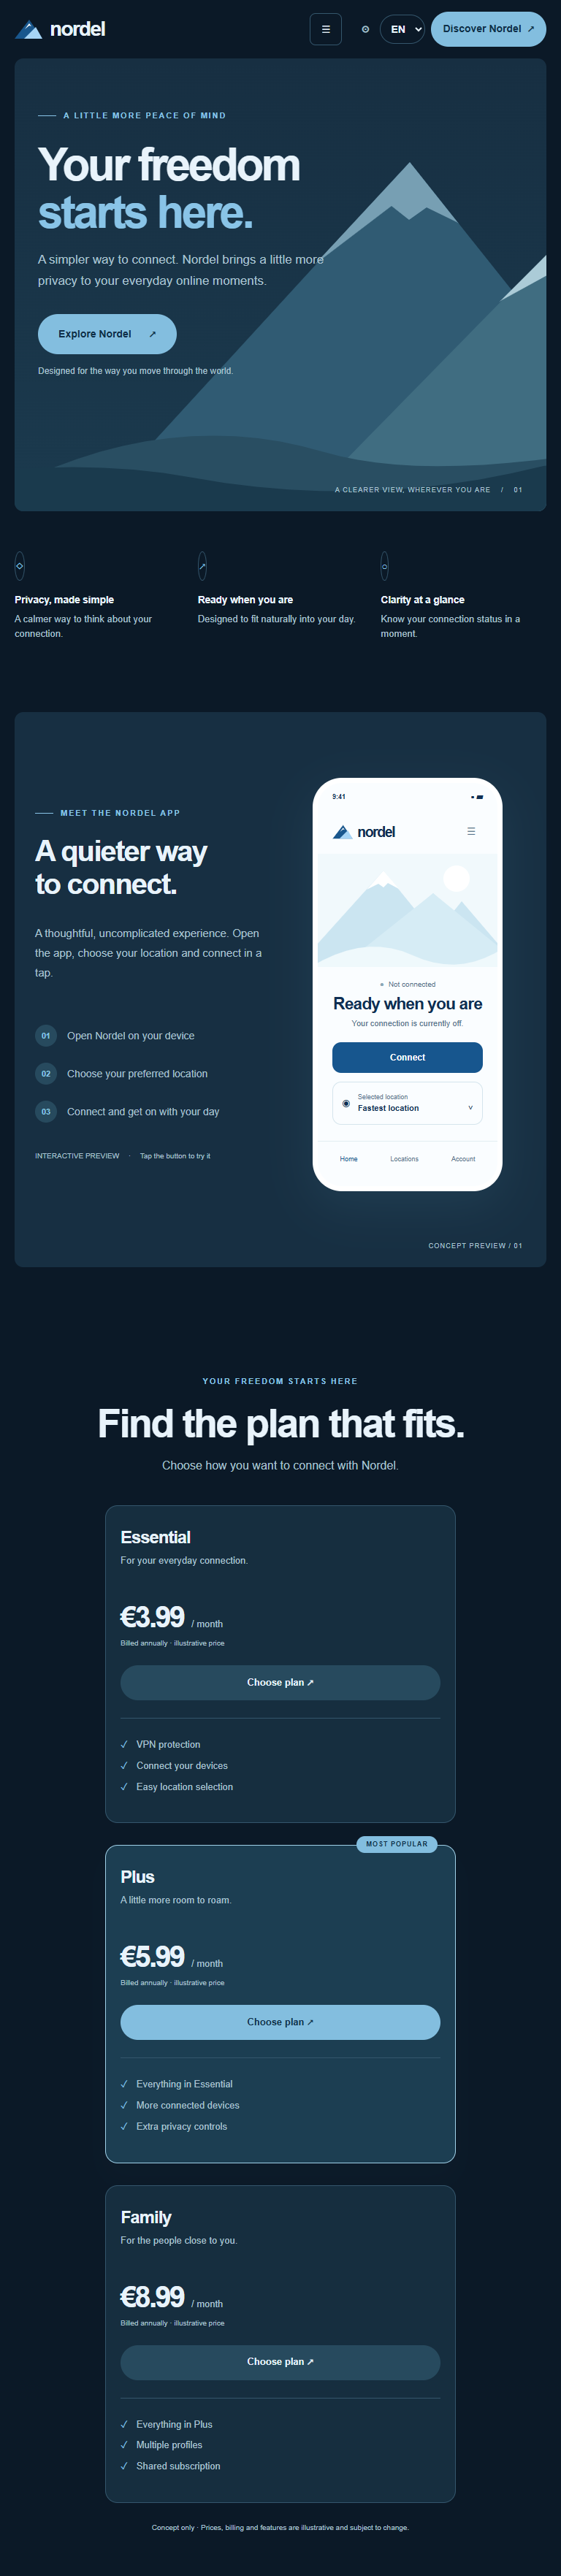 nordel
EN
Discover Nordel ↗
A LITTLE MORE PEACE OF MIND
Your freedom
starts here.
A simpler way to connect. Nordel brings a little more
privacy to your everyday online moments.
Explore Nordel ↗
Designed for the way you move through the world.
A CLEARER VIEW, WHEREVER YOU ARE / 01
Privacy, made simple
A calmer way to think about your
connection.
Ready when you are
Designed to fit naturally into your day.
Clarity at a glance
Know your connection status in a
moment.
MEET THE NORDEL APP
A quieter way
to connect.
A thoughtful, uncomplicated experience. Open
the app, choose your location and connect in a
tap.
01 Open Nordel on your device
02 Choose your preferred location
03 Connect and get on with your day
INTERACTIVE PREVIEW · Tap the button to try it
9:41
nordel
Not connected
Ready when you are
Your connection is currently off.
Connect
Selected location
Fastest location
Home Locations Account
CONCEPT PREVIEW / 01
YOUR FREEDOM STARTS HERE
Find the plan that fits.
Choose how you want to connect with Nordel.
Essential
For your everyday connection.
€3.99 / month
Billed annually · illustrative price
Choose plan ↗
✓ VPN protection
✓ Connect your devices
✓ Easy location selection
MOST POPULAR
Plus
A little more room to roam.
€5.99 / month
Billed annually · illustrative price
Choose plan ↗
✓ Everything in Essential
✓ More connected devices
✓ Extra privacy controls
Family
For the people close to you.
€8.99 / month
Billed annually · illustrative price
Choose plan ↗
✓ Everything in Plus
✓ Multiple profiles
✓ Shared subscription
Concept only · Prices, billing and features are illustrative and subject to change.